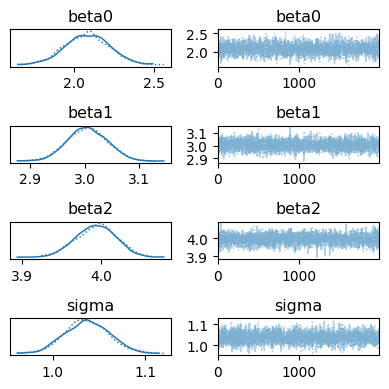 beta0 beta0
2.5
2.0
2.0 2.5 0 1000
beta1 beta1
3.1
3.0
2.9
2.9 3.0 3.1 0 1000
beta2 beta2
4.0
3.9
3.9 4.0 0 1000
sigma sigma
1.1
1.0
1.0 1.1 0 1000